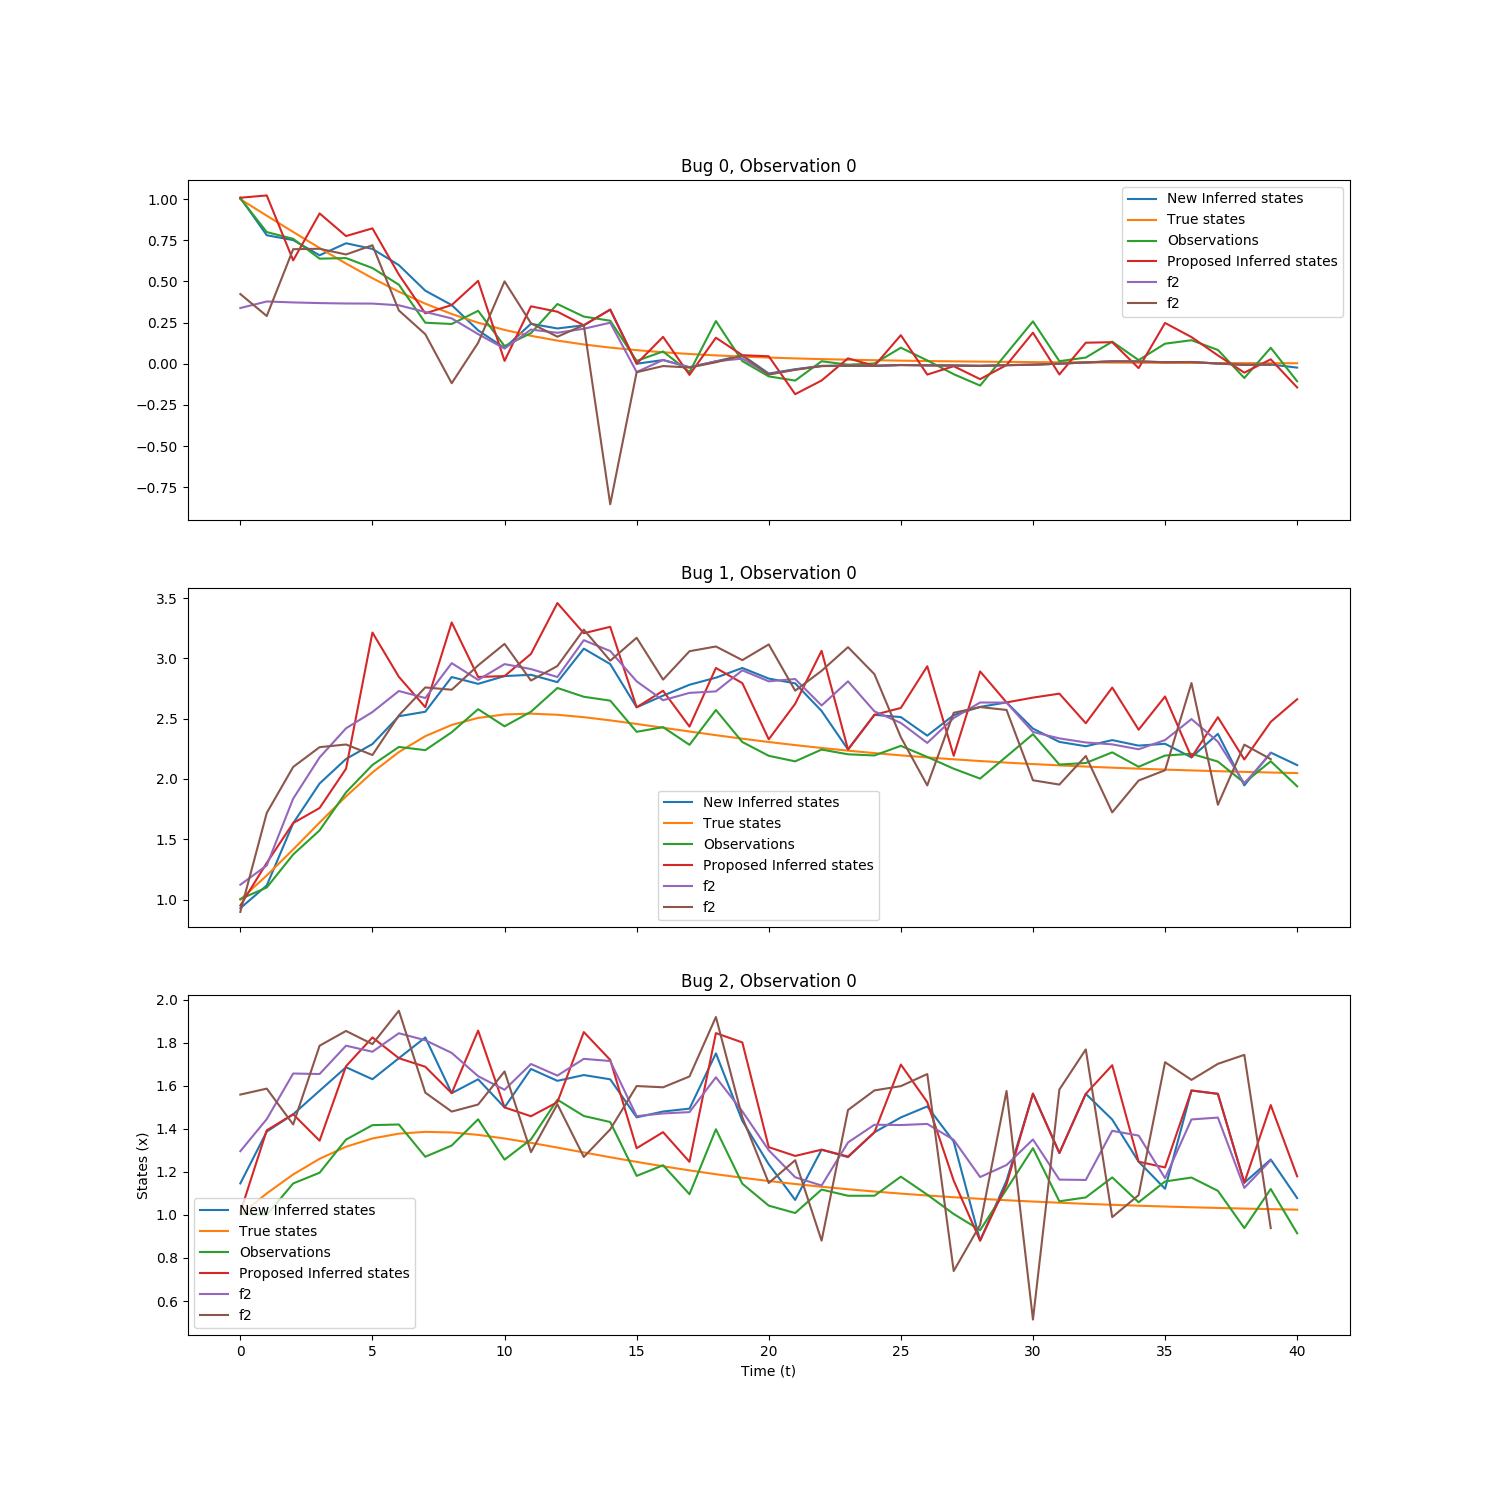 Bug 0, Observation 0
1.00
0.75
0.50
0.25
0.00
−0.25
−0.50
−0.75
New Inferred states
True states
Observations
Proposed Inferred states
f2
f2
Bug 1, Observation 0
3.5
3.0
2.5
2.0
1.5
1.0
New Inferred states
True states
Observations
Proposed Inferred states
f2
f2
Bug 2, Observation 0
States (x)
2.0
1.8
1.6
1.4
1.2
1.0
0.8
0.6
New Inferred states
True states
Observations
Proposed Inferred states
f2
f2
0 5 10 15 20 25 30 35 40
Time (t)